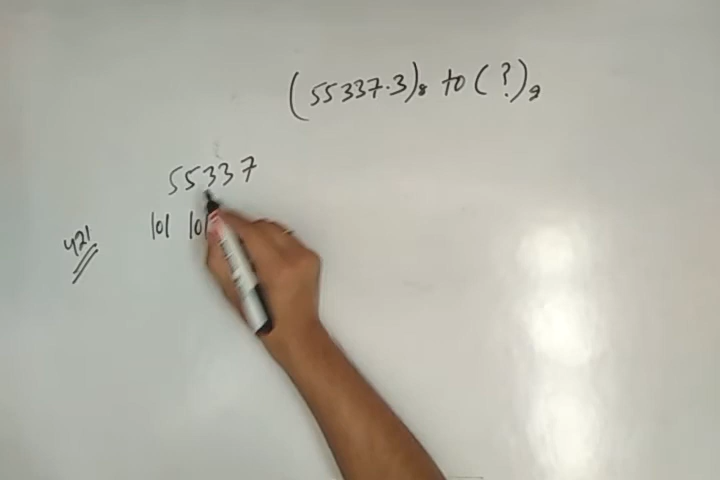 (55337.3)₈ to (?)₂
55337
421 101 101